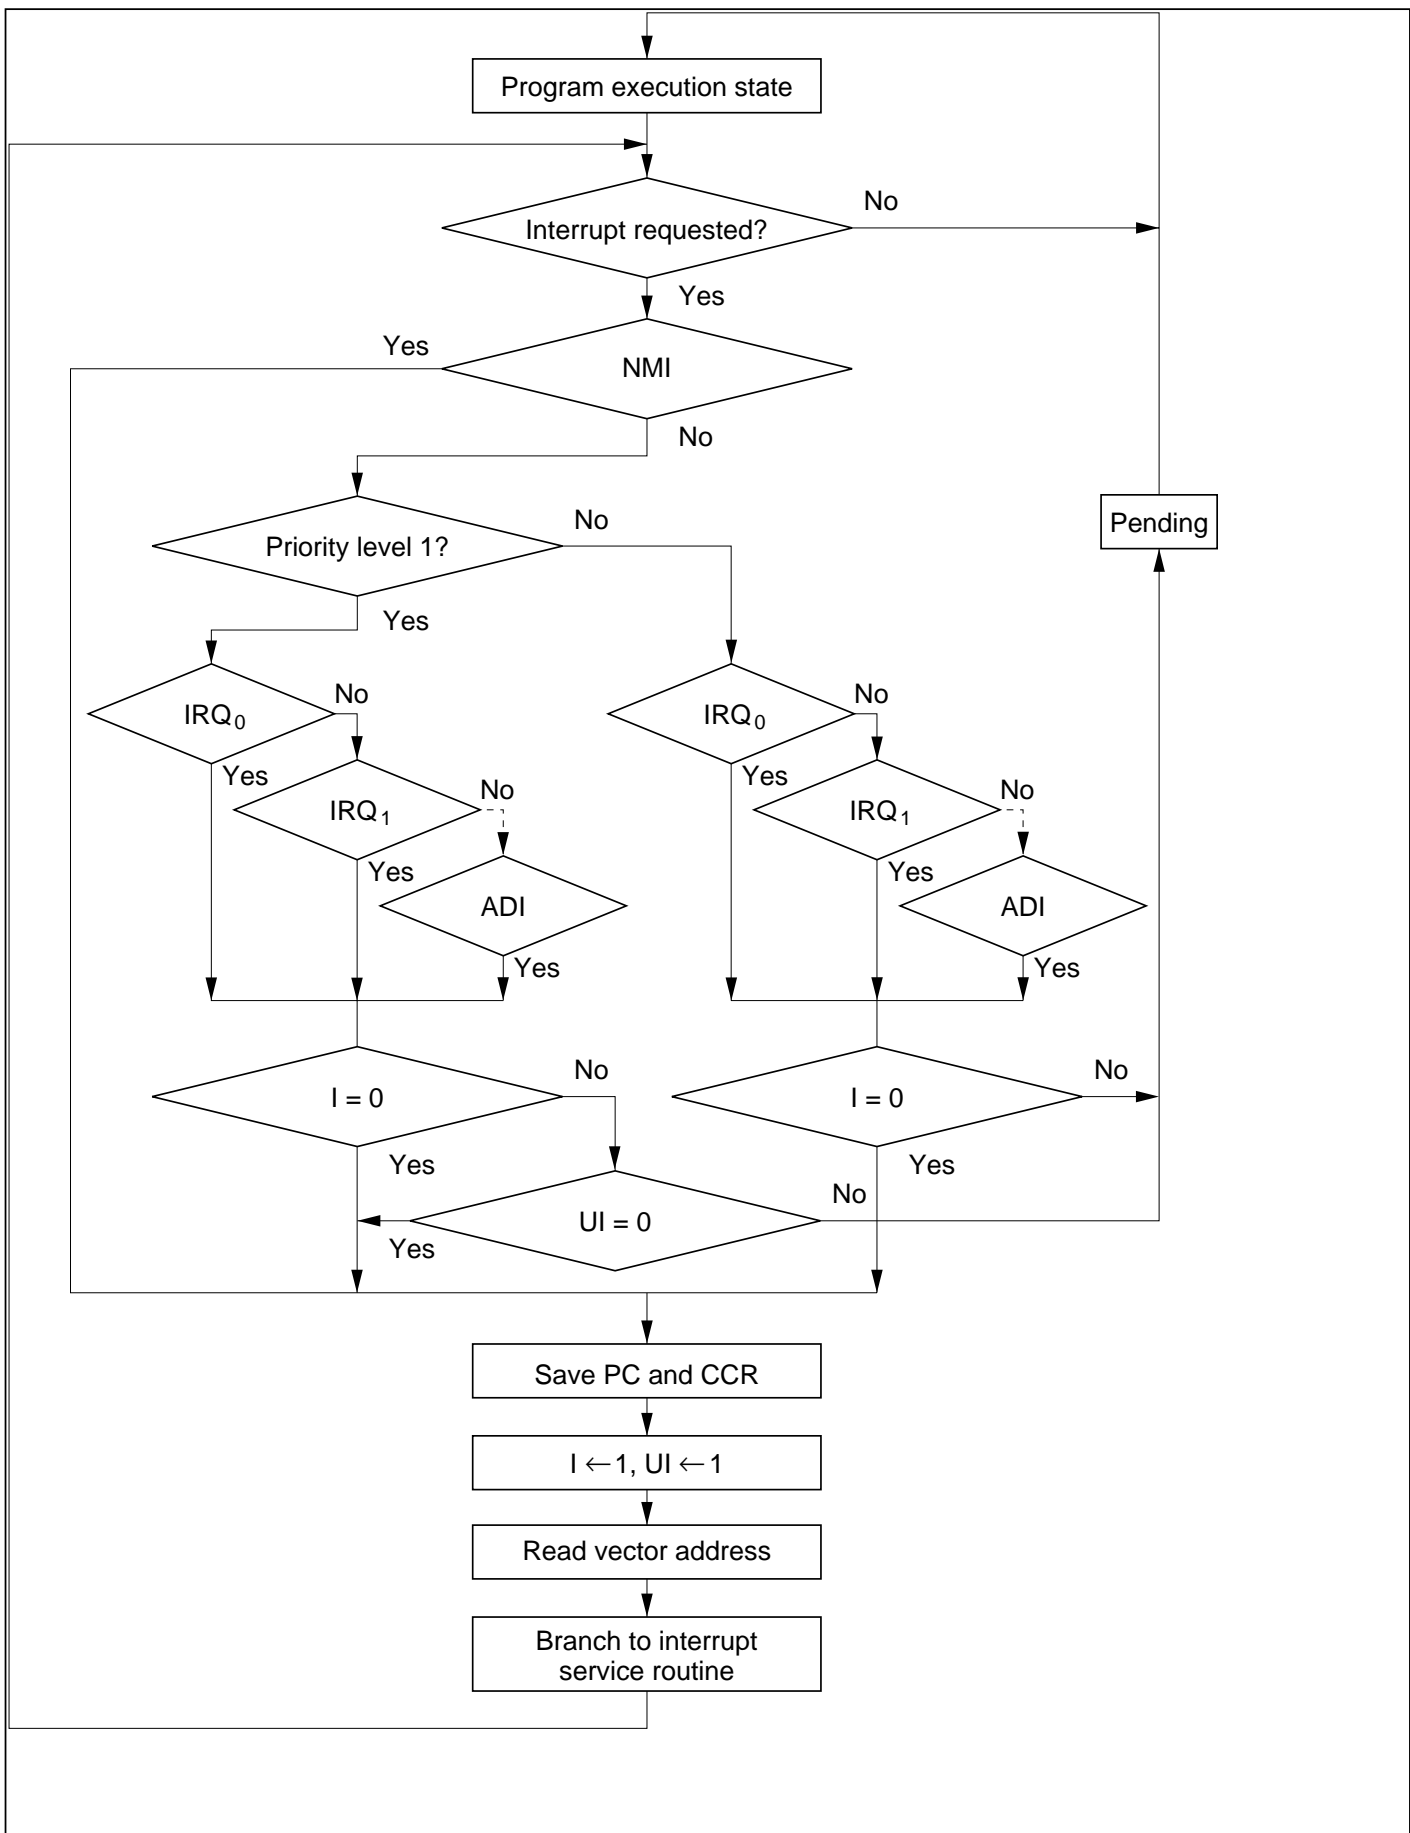 Program execution state
No
Interrupt requested?
Yes
Yes
NMI
No
Pending
No
Priority level 1?
Yes
No
No
IRQ0
IRQ0
Yes
Yes
No
No
IRQ1
IRQ1
Yes
Yes
ADI
ADI
Yes
Yes
No
No
I = 0
I = 0
Yes
Yes
No
UI = 0
Yes
Save PC and CCR
I ← 1, UI ← 1
Read vector address
Branch to interrupt
service routine